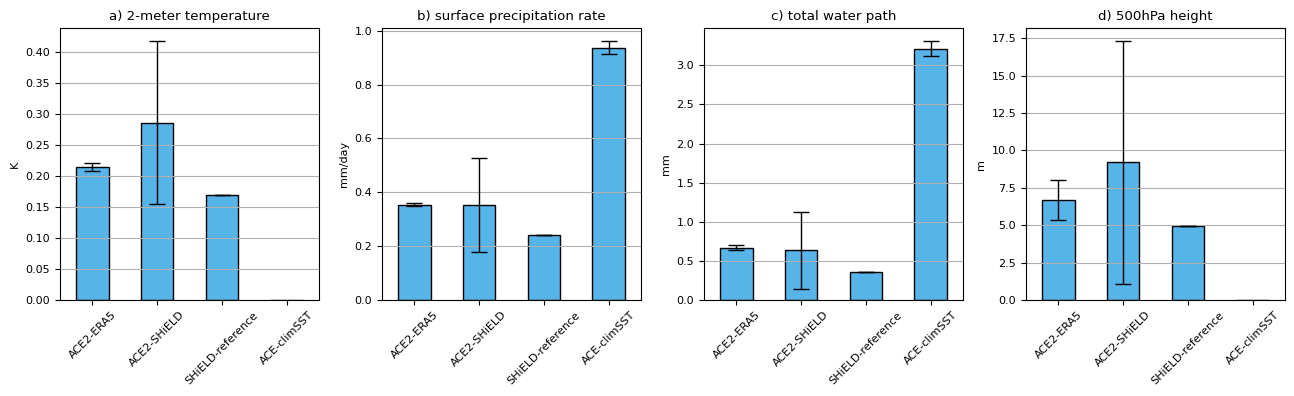 a) 2-meter temperature
K
0.40
0.35
0.30
0.25
0.20
0.15
0.10
0.05
0.00
ACE2-ERA5
ACE2-SHiELD
SHiELD-reference
ACE-climSST
b) surface precipitation rate
mm/day
1.0
0.8
0.6
0.4
0.2
0.0
ACE2-ERA5
ACE2-SHiELD
SHiELD-reference
ACE-climSST
c) total water path
mm
3.0
2.5
2.0
1.5
1.0
0.5
0.0
ACE2-ERA5
ACE2-SHiELD
SHiELD-reference
ACE-climSST
d) 500hPa height
m
17.5
15.0
12.5
10.0
7.5
5.0
2.5
0.0
ACE2-ERA5
ACE2-SHiELD
SHiELD-reference
ACE-climSST